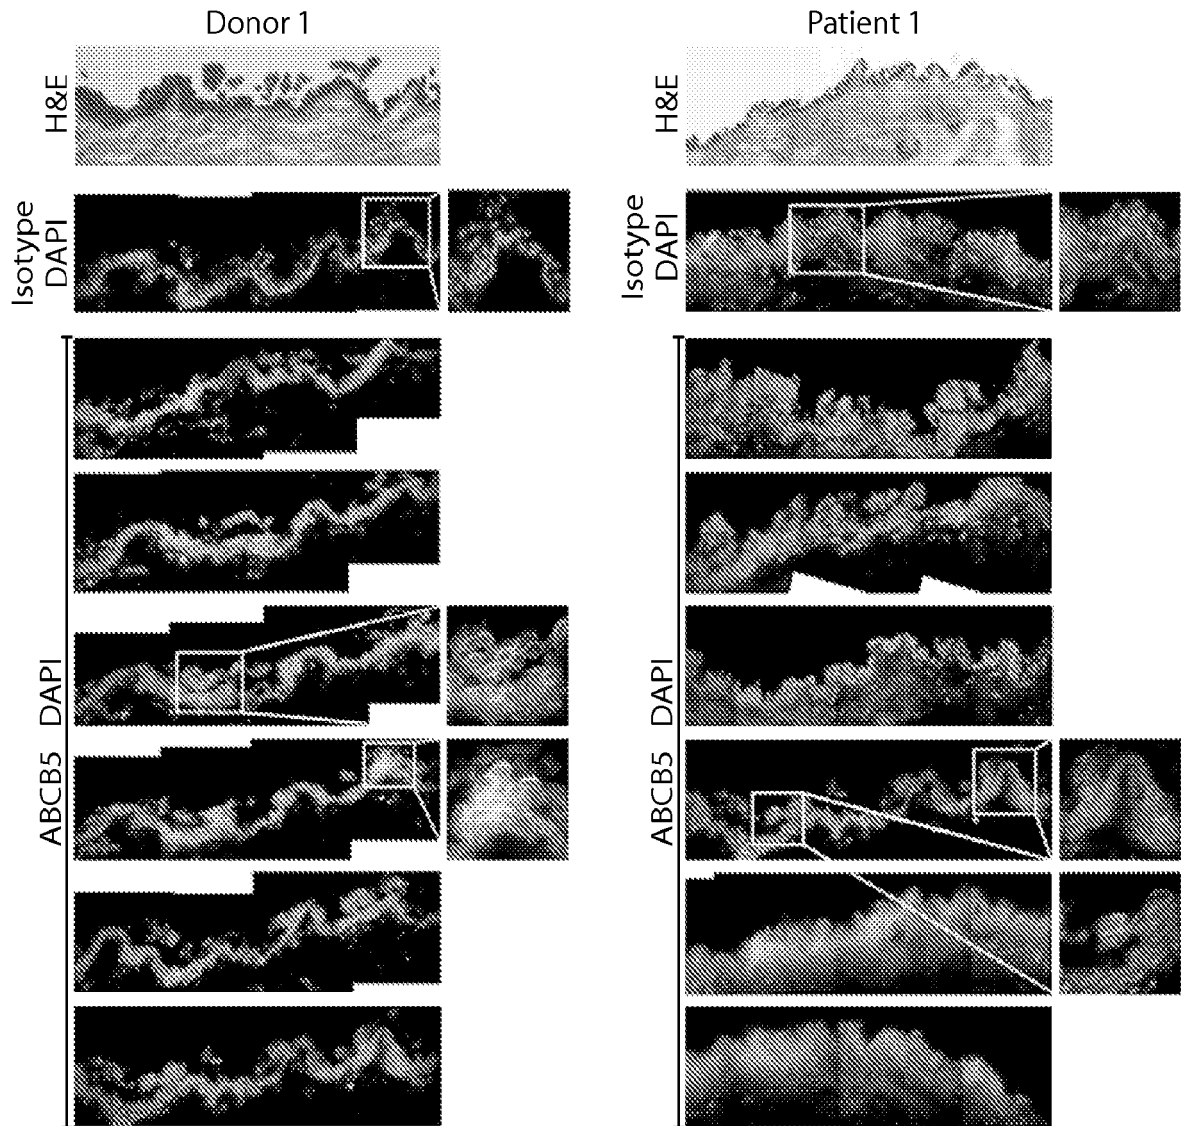 Donor 1
Patient 1
H&E
H&E
Isotype
DAPI
Isotype
DAPI
ABCB5 DAPI
ABCB5 DAPI